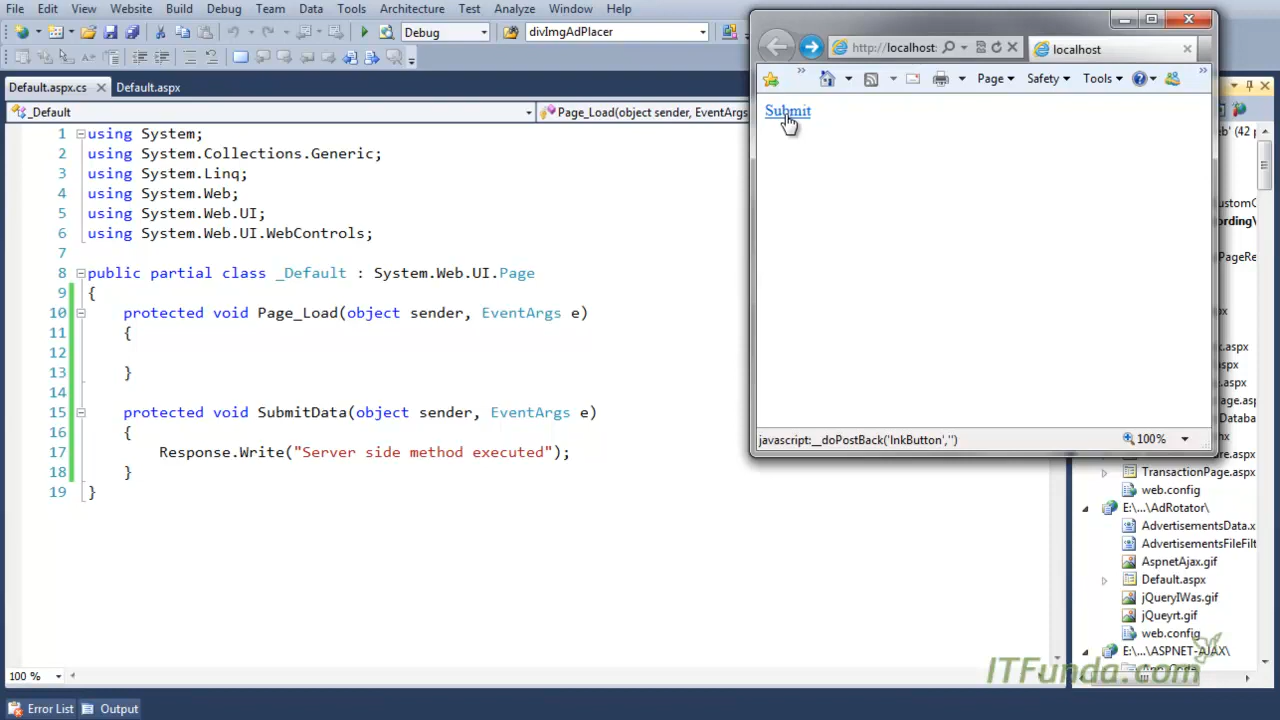 File Edit View Website Build Debug Team Data Tools Architecture Test Analyze Window Help
Debug divImgAdPlacer
Default.aspx.cs Default.aspx
_Default Page_Load(object sender, EventArgs
1 using System;
2 using System.Collections.Generic;
3 using System.Linq;
4 using System.Web;
5 using System.Web.UI;
6 using System.Web.UI.WebControls;
7
8 public partial class _Default : System.Web.UI.Page
9 {
10 protected void Page_Load(object sender, EventArgs e)
11 {
12
13 }
14
15 protected void SubmitData(object sender, EventArgs e)
16 {
17 Response.Write("Server side method executed");
18 }
19 }
100 %
Error List Output
http://localhost: localhost
Page Safety Tools
Submit
javascript:__doPostBack('lnkButton','') 100%
TransactionPage.aspx
web.config
E:\...\AdRotator\
AdvertisementsData.x
AdvertisementsFileFilt
AspnetAjax.gif
Default.aspx
jQueryIWas.gif
jQueyrt.gif
web.config
E:\...\ASPNET-AJAX\
App_Code
ITFunda.com